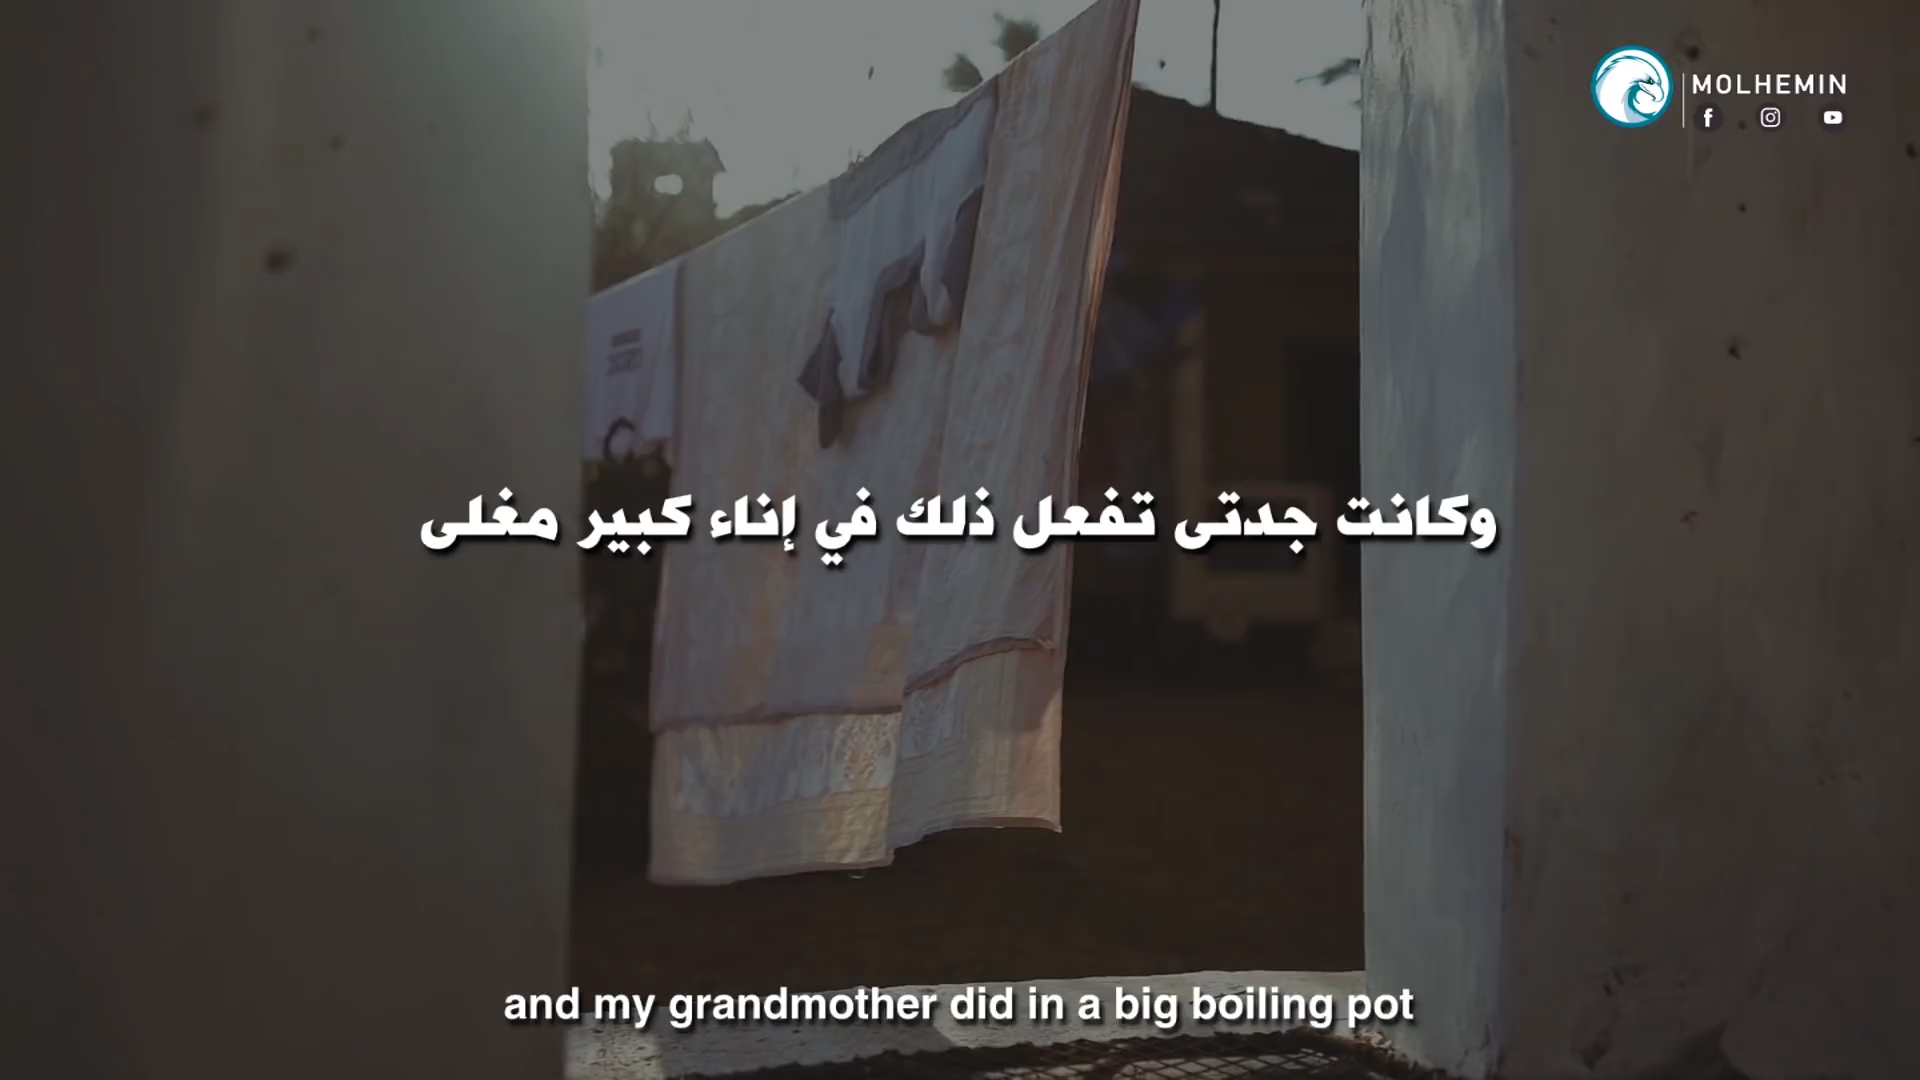 MOLHEMIN
وكانت جدتى تفعل ذلك في إناء كبير مغلى
and my grandmother did in a big boiling pot